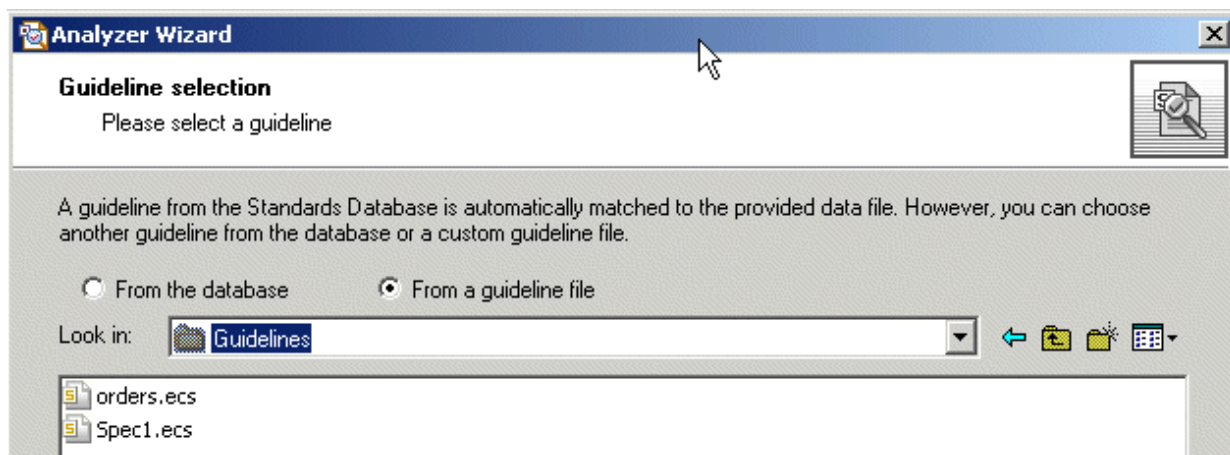 Analyzer Wizard
Guideline selection
Please select a guideline
A guideline from the Standards Database is automatically matched to the provided data file. However, you can choose
another guideline from the database or a custom guideline file.
From the database From a guideline file
Look in: Guidelines
orders.ecs
Spec1.ecs